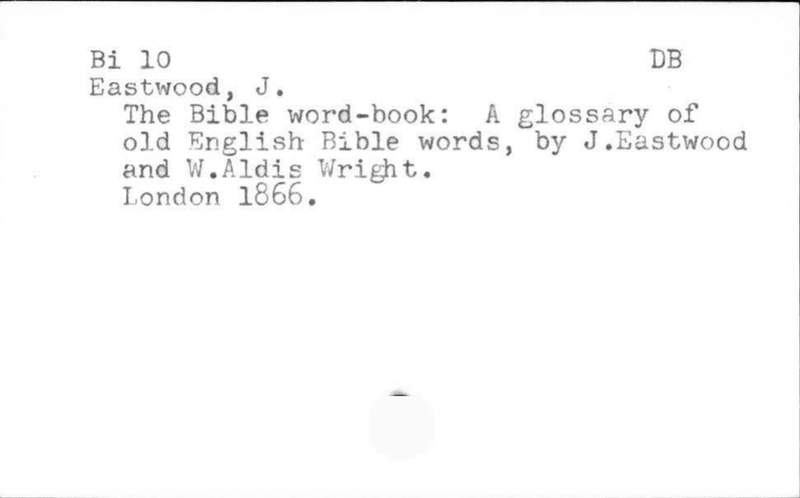 Bi 10 DB
Eastwood, J.
The Bible word-book: A glossary of
old English Bible words, by J.Eastwood
and W.Aldis Wright.
London 1866.